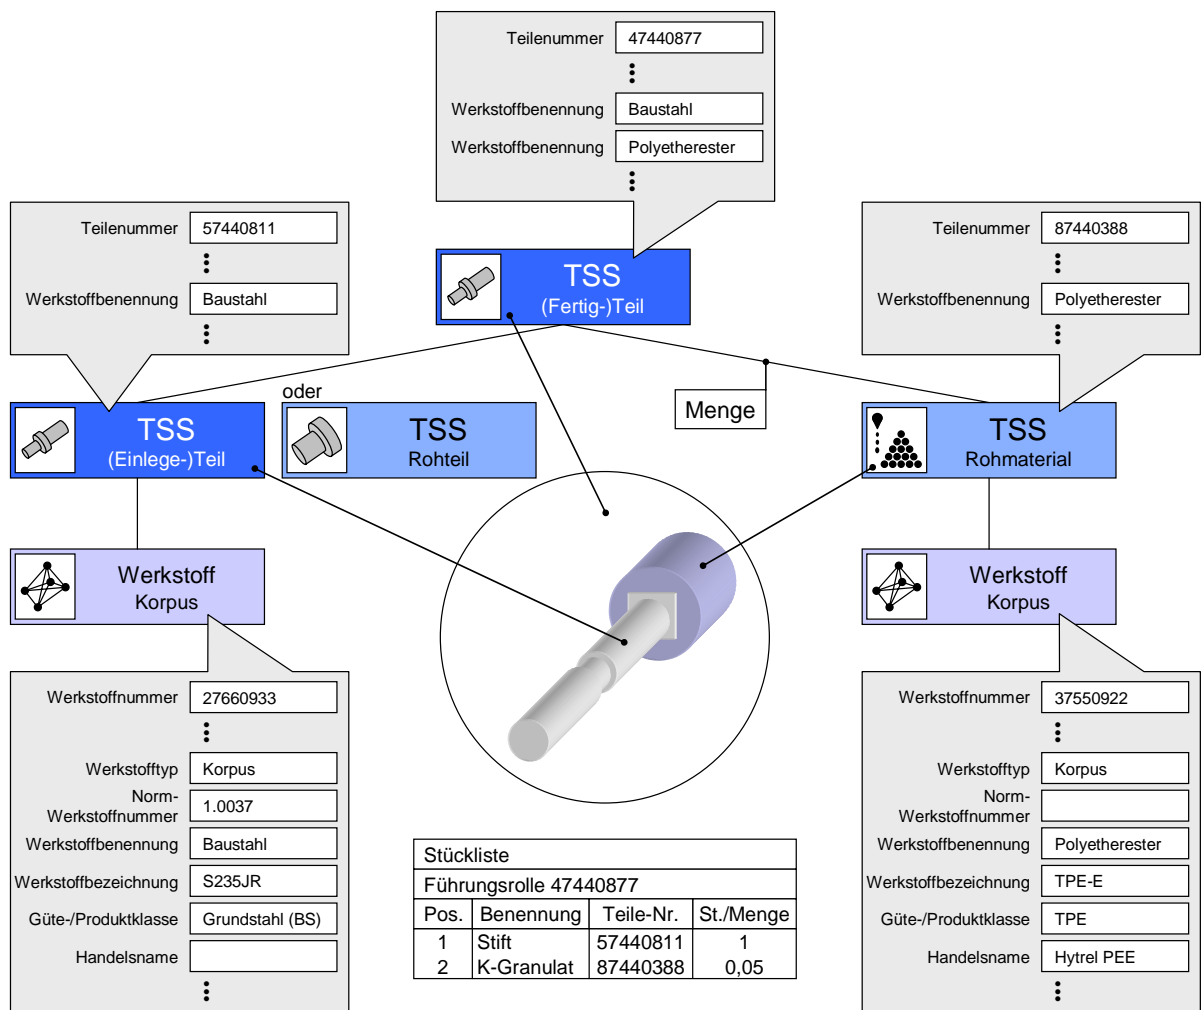 Teilenummer 47440877
Werkstoffbenennung Baustahl
Werkstoffbenennung Polyetherester
Teilenummer 57440811
Werkstoffbenennung Baustahl
Teilenummer 87440388
Werkstoffbenennung Polyetherester
TSS
(Fertig-)Teil
oder
Menge
TSS
(Einlege-)Teil
TSS
Rohteil
TSS
Rohmaterial
Werkstoff
Korpus
Werkstoff
Korpus
Werkstoffnummer 27660933
Werkstofftyp Korpus
Norm-
Werkstoffnummer 1.0037
Werkstoffbenennung Baustahl
Werkstoffbezeichnung S235JR
Güte-/Produktklasse Grundstahl (BS)
Handelsname
Stückliste
Führungsrolle 47440877
Pos. Benennung Teile-Nr. St./Menge
1 Stift 57440811 1
2 K-Granulat 87440388 0,05
Werkstoffnummer 37550922
Werkstofftyp Korpus
Norm-
Werkstoffnummer
Werkstoffbenennung Polyetherester
Werkstoffbezeichnung TPE-E
Güte-/Produktklasse TPE
Handelsname Hytrel PEE